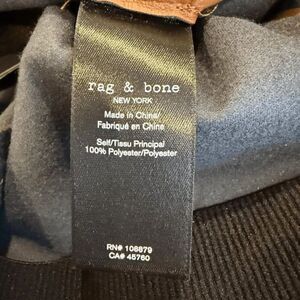 rag & bone
NEW YORK
Made in China/
Fabriqué en Chine
Self/Tissu Principal
100% Polyester/Polyester
RN# 108879
CA# 45760